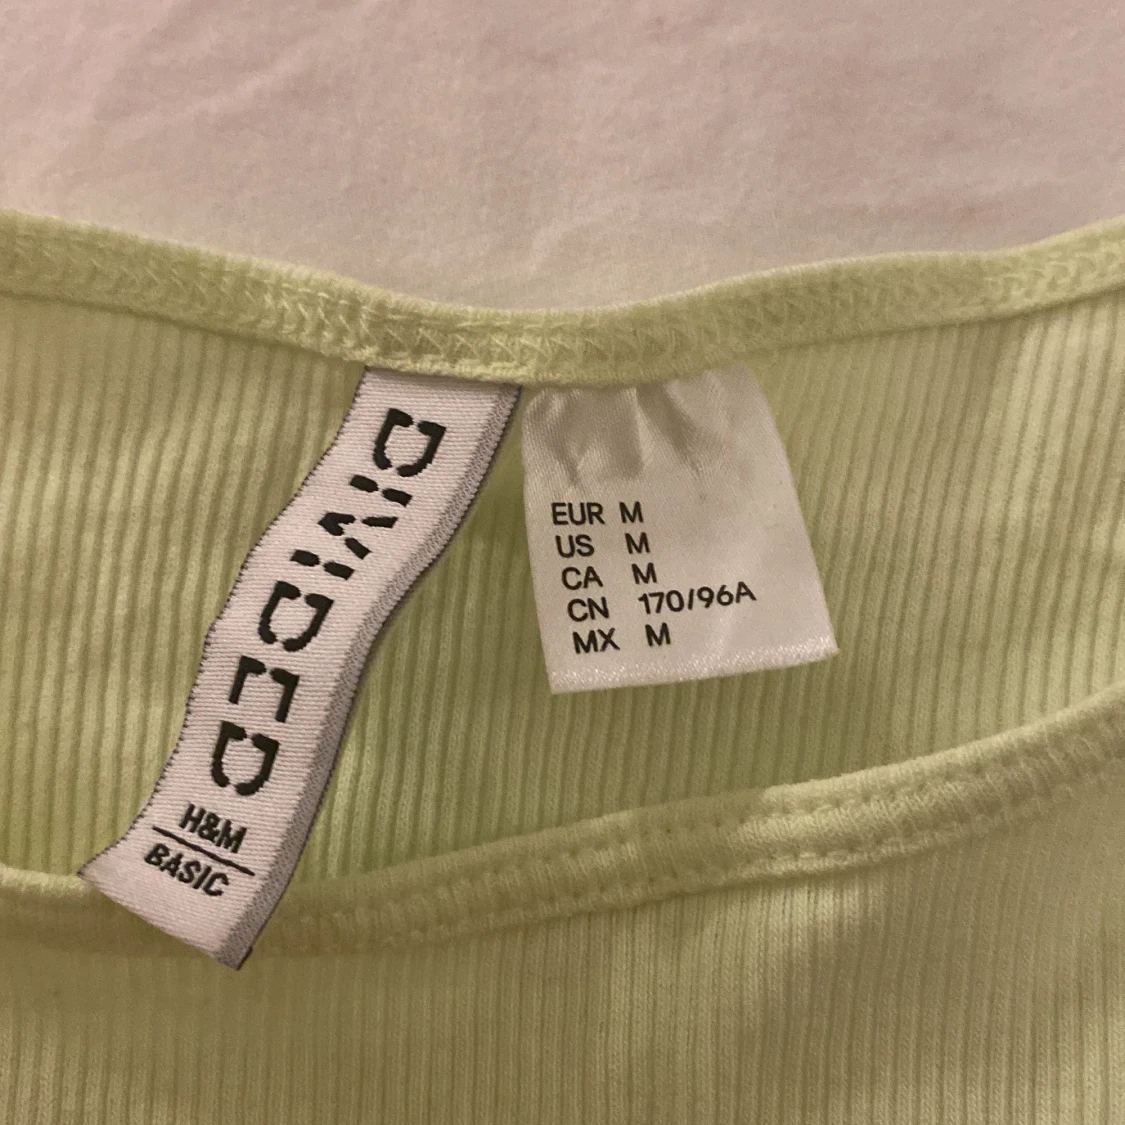 DIVIDED
H&M
BASIC
EUR M
US M
CA M
CN 170/96A
MX M